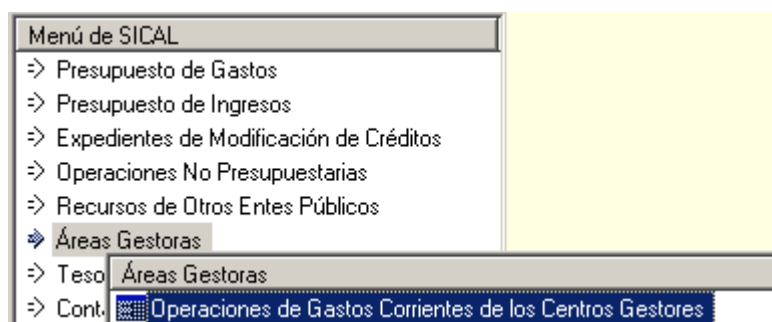 Menú de SICAL
Presupuesto de Gastos
Presupuesto de Ingresos
Expedientes de Modificación de Créditos
Operaciones No Presupuestarias
Recursos de Otros Entes Públicos
Áreas Gestoras
Teso
Áreas Gestoras
Cont.
Operaciones de Gastos Corrientes de los Centros Gestores